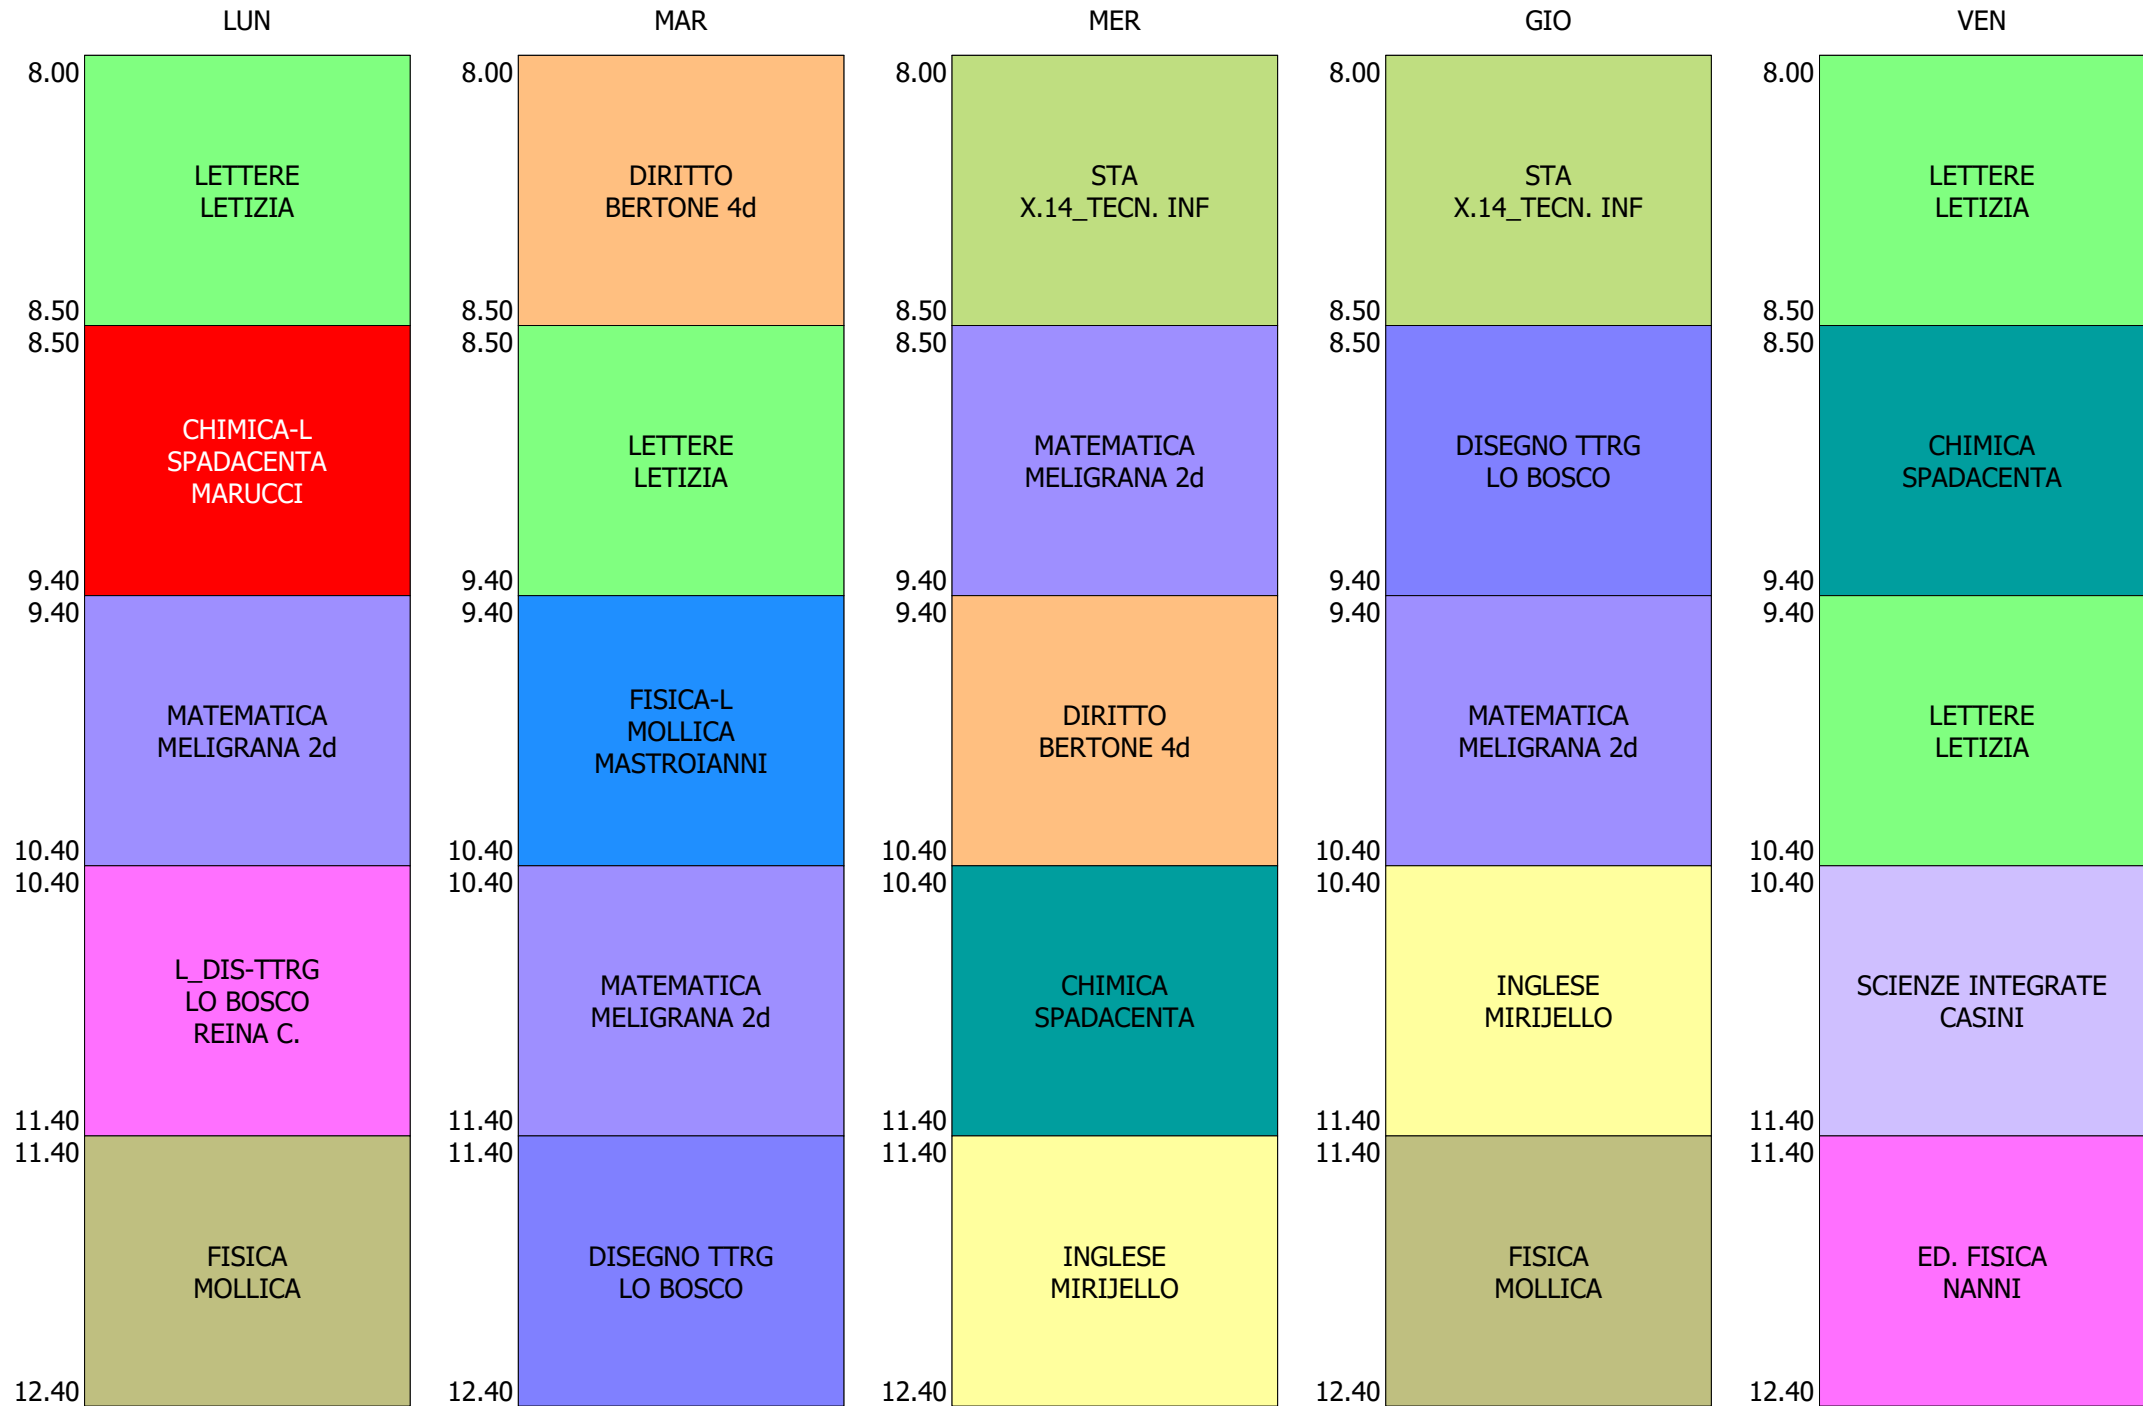 LUN
MAR
MER
GIO
VEN
8.00
LETTERE
LETIZIA
8.50
8.50
CHIMICA-L
SPADACENTA
MARUCCI
9.40
9.40
MATEMATICA
MELIGRANA 2d
10.40
10.40
L_DIS-TTRG
LO BOSCO
REINA C.
11.40
11.40
FISICA
MOLLICA
12.40
8.00
DIRITTO
BERTONE 4d
8.50
8.50
LETTERE
LETIZIA
9.40
9.40
FISICA-L
MOLLICA
MASTROIANNI
10.40
10.40
MATEMATICA
MELIGRANA 2d
11.40
11.40
DISEGNO TTRG
LO BOSCO
12.40
8.00
STA
X.14_TECN. INF
8.50
8.50
MATEMATICA
MELIGRANA 2d
9.40
9.40
DIRITTO
BERTONE 4d
10.40
10.40
CHIMICA
SPADACENTA
11.40
11.40
INGLESE
MIRIJELLO
12.40
8.00
STA
X.14_TECN. INF
8.50
8.50
DISEGNO TTRG
LO BOSCO
9.40
9.40
MATEMATICA
MELIGRANA 2d
10.40
10.40
INGLESE
MIRIJELLO
11.40
11.40
FISICA
MOLLICA
12.40
8.00
LETTERE
LETIZIA
8.50
8.50
CHIMICA
SPADACENTA
9.40
9.40
LETTERE
LETIZIA
10.40
10.40
SCIENZE INTEGRATE
CASINI
11.40
11.40
ED. FISICA
NANNI
12.40